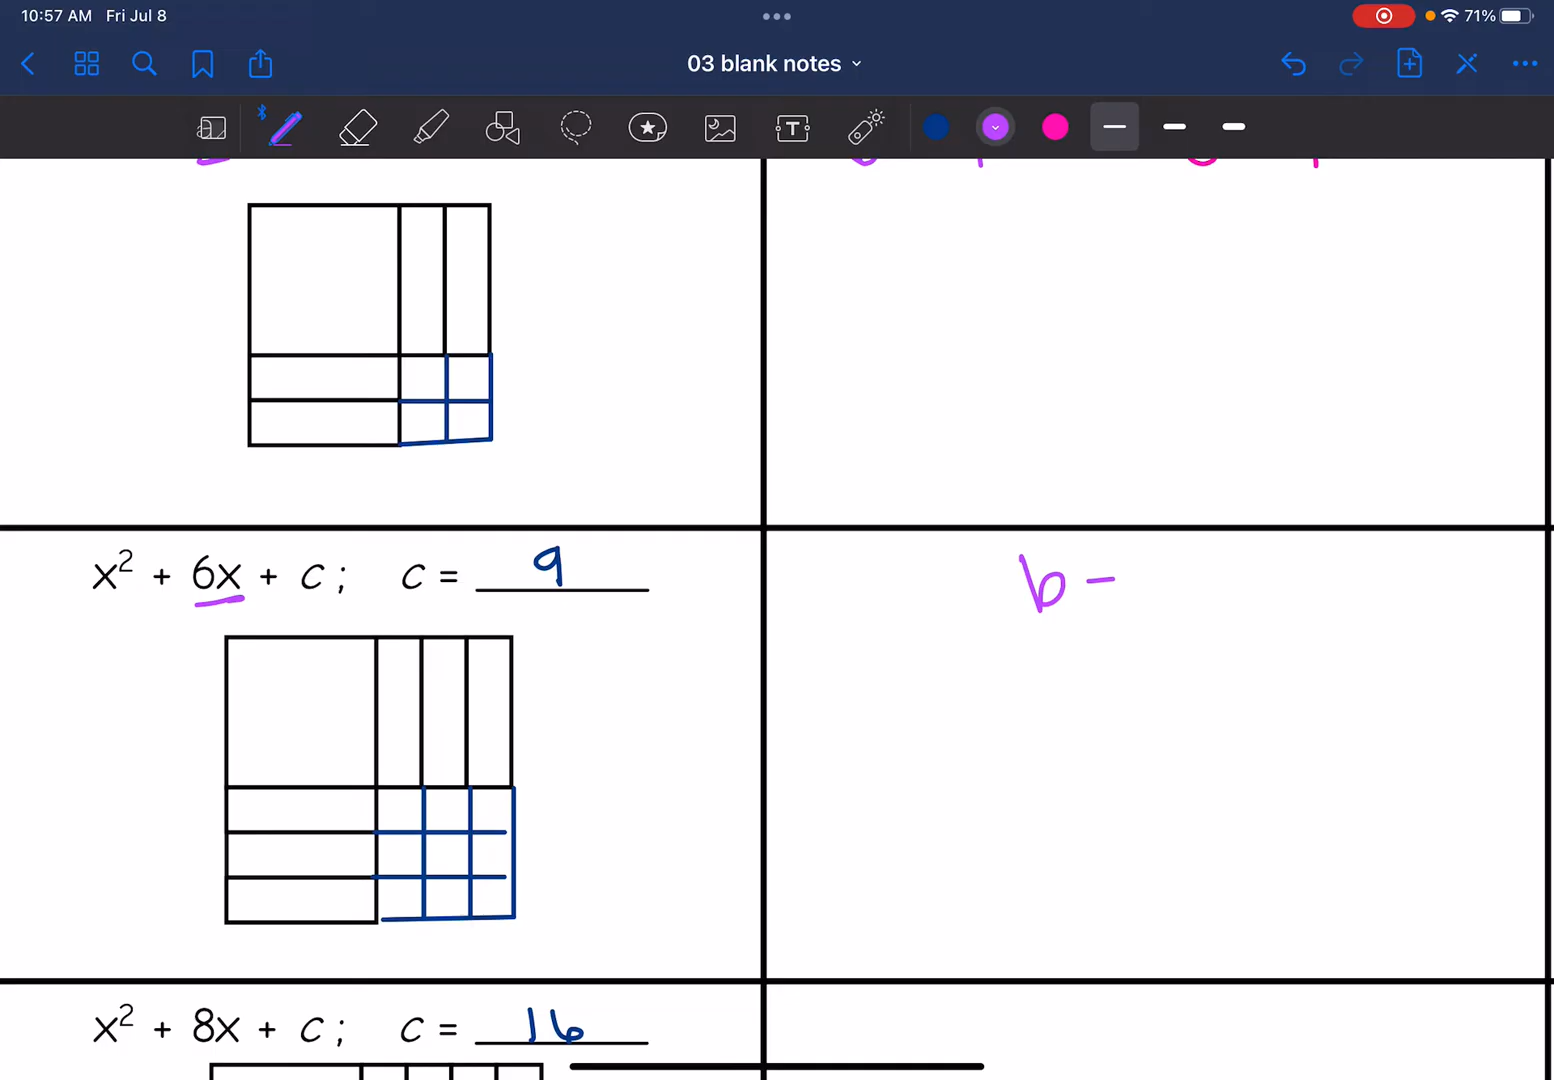 10:57 AM Fri Jul 8
71%
03 blank notes
T
x² + 6x + c; c = 9
b –
x² + 8x + c; c = 16